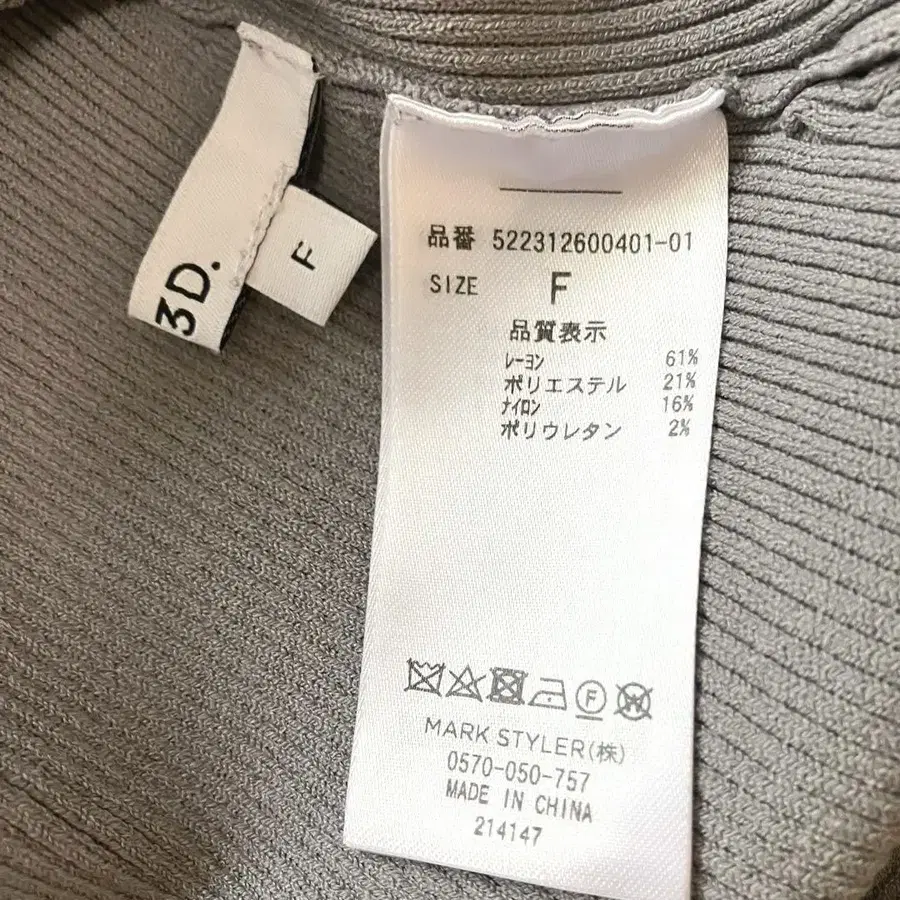 3D.
F
品番 522312600401-01
SIZE F
品質表示
レーヨン 61%
ポリエステル 21%
ナイロン 16%
ポリウレタン 2%
F W
MARK STYLER(株)
0570-050-757
MADE IN CHINA
214147